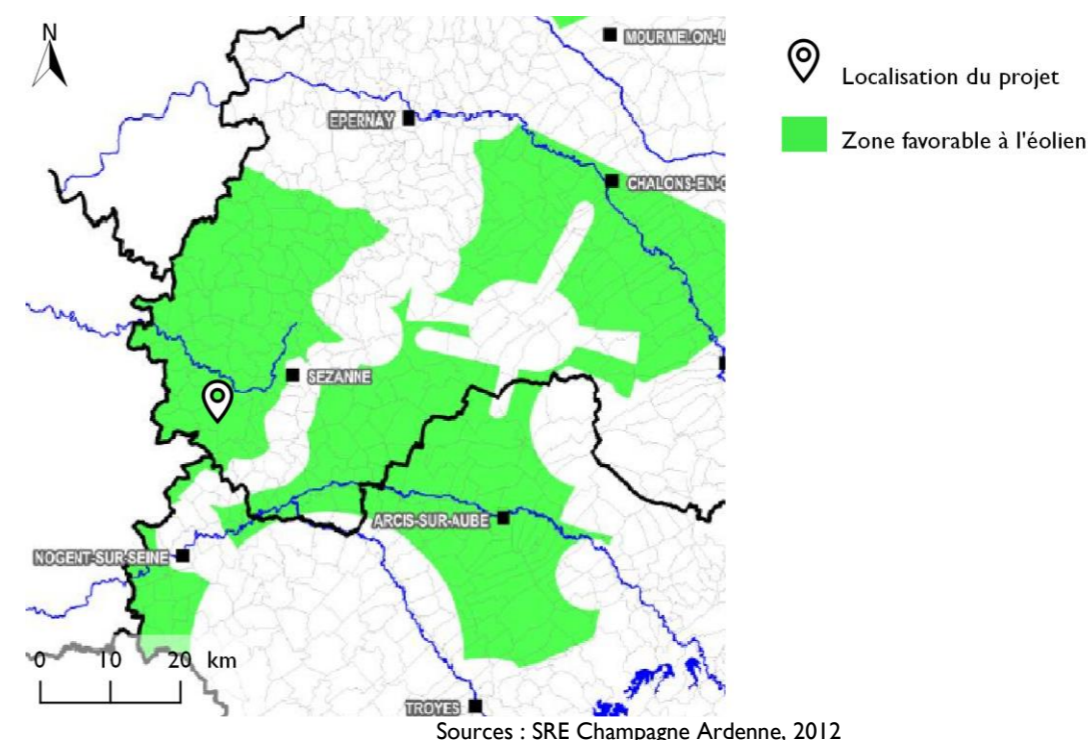 N
MOURMELON-L
EPERNAY
CHALONS-EN-C
SEZANNE
ARCIS-SUR-AUBE
NOGENT-SUR-SEINE
0 10 20 km
TROYES
Localisation du projet
Zone favorable à l'éolien
Sources : SRE Champagne Ardenne, 2012